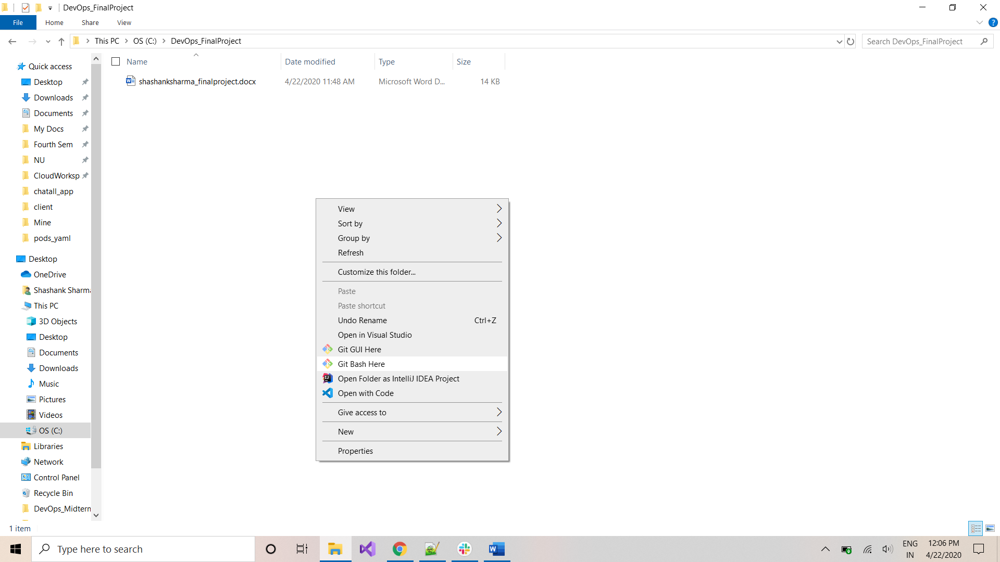 DevOps_FinalProject
File Home Share View
This PC OS (C:) DevOps_FinalProject
Search DevOps_FinalProject
Name Date modified Type Size
shashanksharma_finalproject.docx 4/22/2020 11:48 AM Microsoft Word D... 14 KB
Quick access
Desktop
Downloads
Documents
My Docs
Fourth Sem
NU
CloudWorksp
chatall_app
client
Mine
pods_yaml
Desktop
OneDrive
Shashank Sharma
This PC
3D Objects
Desktop
Documents
Downloads
Music
Pictures
Videos
OS (C:)
Libraries
Network
Control Panel
Recycle Bin
DevOps_Midterm
View
Sort by
Group by
Refresh
Customize this folder...
Paste
Paste shortcut
Undo Rename Ctrl+Z
Open in Visual Studio
Git GUI Here
Git Bash Here
Open Folder as IntelliJ IDEA Project
Open with Code
Give access to
New
Properties
1 item
Type here to search
ENG
IN
12:06 PM
4/22/2020